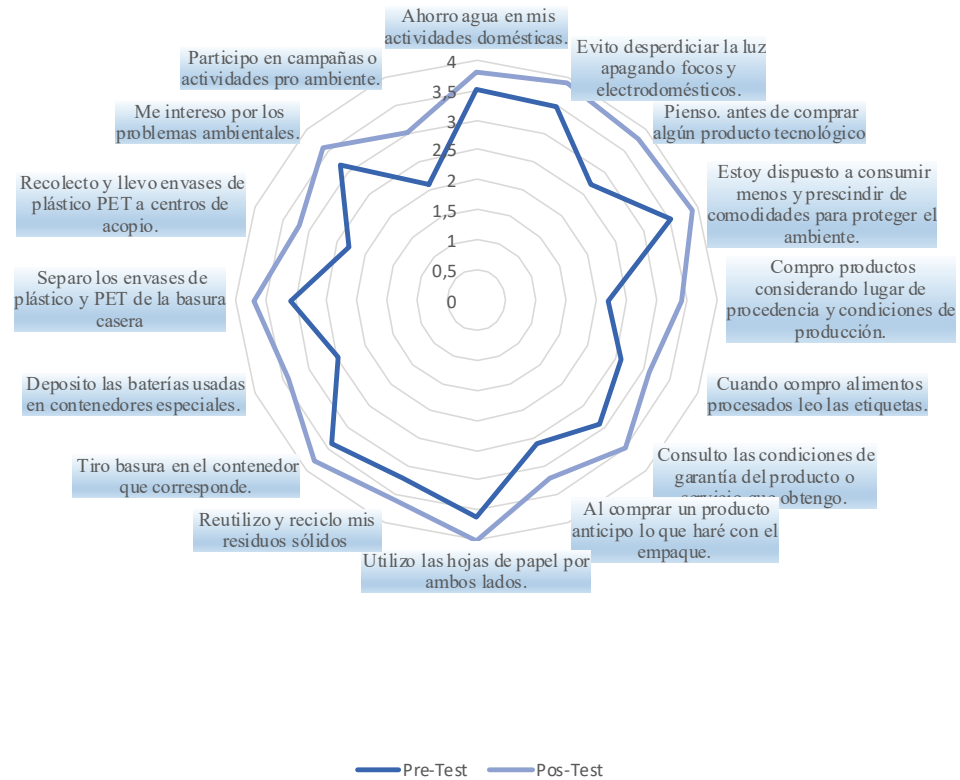 Ahorro agua en mis
actividades domésticas.
Evito desperdiciar la luz
apagando focos y
electrodomésticos.
Pienso. antes de comprar
algún producto tecnológico
Estoy dispuesto a consumir
menos y prescindir de
comodidades para proteger el
ambiente.
Compro productos
considerando lugar de
procedencia y condiciones de
producción.
Cuando compro alimentos
procesados leo las etiquetas.
Consulto las condiciones de
garantía del producto o
servicio que obtengo.
Al comprar un producto
anticipo lo que haré con el
empaque.
Utilizo las hojas de papel por
ambos lados.
Reutilizo y reciclo mis
residuos sólidos
Tiro basura en el contenedor
que corresponde.
Deposito las baterías usadas
en contenedores especiales.
Separo los envases de
plástico y PET de la basura
casera
Recolecto y llevo envases de
plástico PET a centros de
acopio.
Me intereso por los
problemas ambientales.
Participo en campañas o
actividades pro ambiente.
4
3,5
3
2,5
2
1,5
1
0,5
0
Pre-Test
Pos-Test